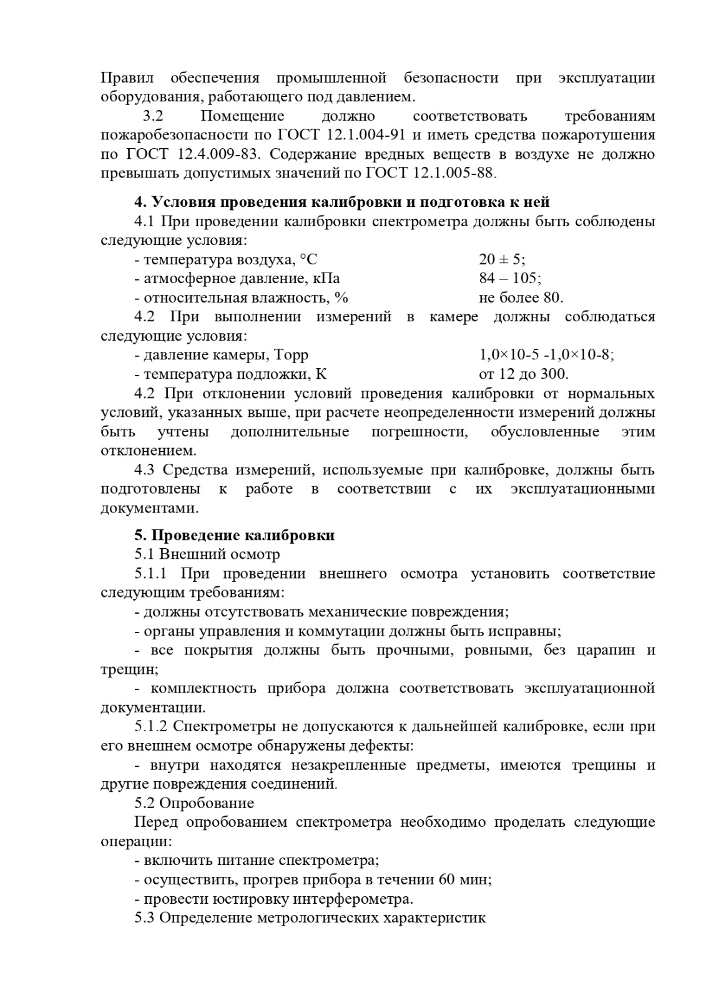 Правил обеспечения промышленной безопасности при эксплуатации
оборудования, работающего под давлением.
3.2 Помещение должно соответствовать требованиям
пожаробезопасности по ГОСТ 12.1.004-91 и иметь средства пожаротушения
по ГОСТ 12.4.009-83. Содержание вредных веществ в воздухе не должно
превышать допустимых значений по ГОСТ 12.1.005-88.
4. Условия проведения калибровки и подготовка к ней
4.1 При проведении калибровки спектрометра должны быть соблюдены
следующие условия:
- температура воздуха, °С 20 ± 5;
- атмосферное давление, кПа 84 – 105;
- относительная влажность, % не более 80.
4.2 При выполнении измерений в камере должны соблюдаться
следующие условия:
- давление камеры, Торр 1,0×10-5 -1,0×10-8;
- температура подложки, К от 12 до 300.
4.2 При отклонении условий проведения калибровки от нормальных
условий, указанных выше, при расчете неопределенности измерений должны
быть учтены дополнительные погрешности, обусловленные этим
отклонением.
4.3 Средства измерений, используемые при калибровке, должны быть
подготовлены к работе в соответствии с их эксплуатационными
документами.
5. Проведение калибровки
5.1 Внешний осмотр
5.1.1 При проведении внешнего осмотра установить соответствие
следующим требованиям:
- должны отсутствовать механические повреждения;
- органы управления и коммутации должны быть исправны;
- все покрытия должны быть прочными, ровными, без царапин и
трещин;
- комплектность прибора должна соответствовать эксплуатационной
документации.
5.1.2 Спектрометры не допускаются к дальнейшей калибровке, если при
его внешнем осмотре обнаружены дефекты:
- внутри находятся незакрепленные предметы, имеются трещины и
другие повреждения соединений.
5.2 Опробование
Перед опробованием спектрометра необходимо проделать следующие
операции:
- включить питание спектрометра;
- осуществить, прогрев прибора в течении 60 мин;
- провести юстировку интерферометра.
5.3 Определение метрологических характеристик